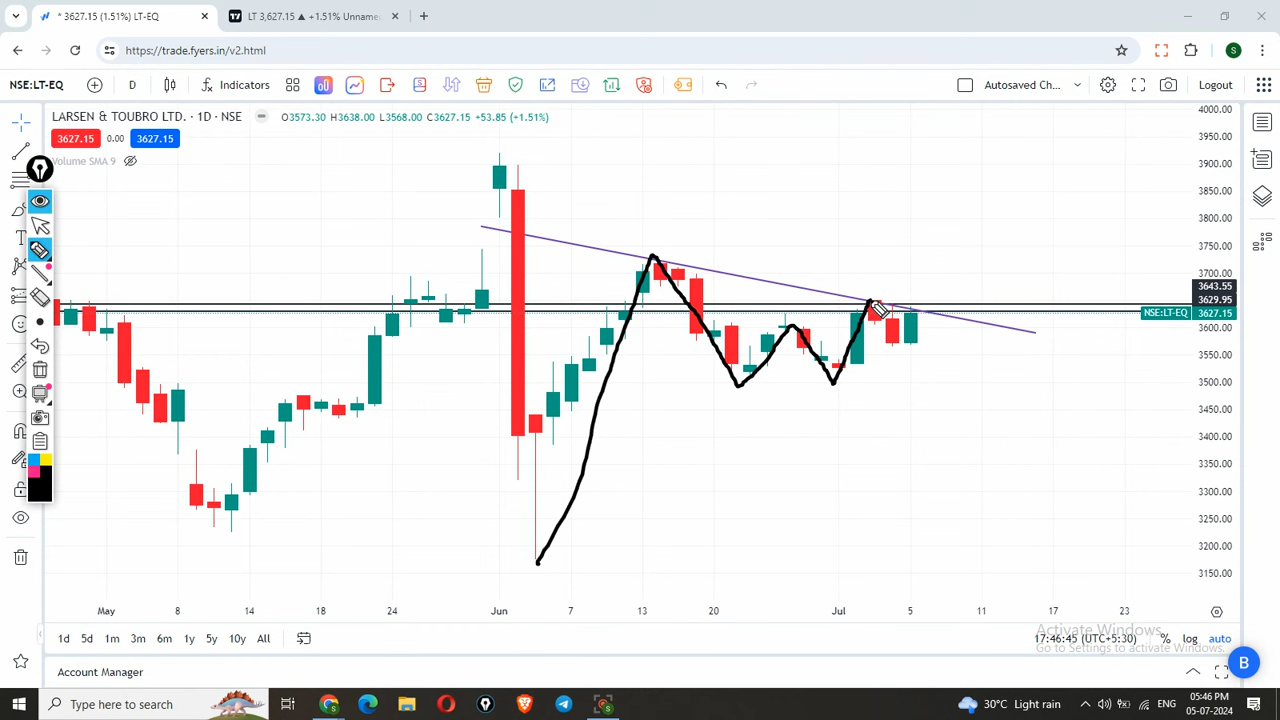 * 3627.15 (1.51%) LT-EQ
LT 3,627.15 ▲ +1.51% Unname
https://trade.fyers.in/v2.html
S
NSE:LT-EQ
D
Indicators
Autosaved Ch...
Logout
LARSEN & TOUBRO LTD. · 1D · NSE
O3573.30 H3638.00 L3568.00 C3627.15 +53.85 (+1.51%)
3627.15 0.00 3627.15
Volume SMA 9
4000.00
3950.00
3900.00
3850.00
3800.00
3750.00
3700.00
3643.55
3629.95
NSE:LT-EQ 3627.15
3600.00
3550.00
3500.00
3450.00
3400.00
3350.00
3300.00
3250.00
3200.00
3150.00
May 8 14 18 24 Jun 7 13 20 Jul 5 11 17 23
1d 5d 1m 3m 6m 1y 5y 10y All
17:46:45 (UTC+5:30) % log auto
Activate Windows
Go to Settings to activate Windows.
B
Account Manager
Type here to search
30°C Light rain
ENG
05:46 PM
05-07-2024